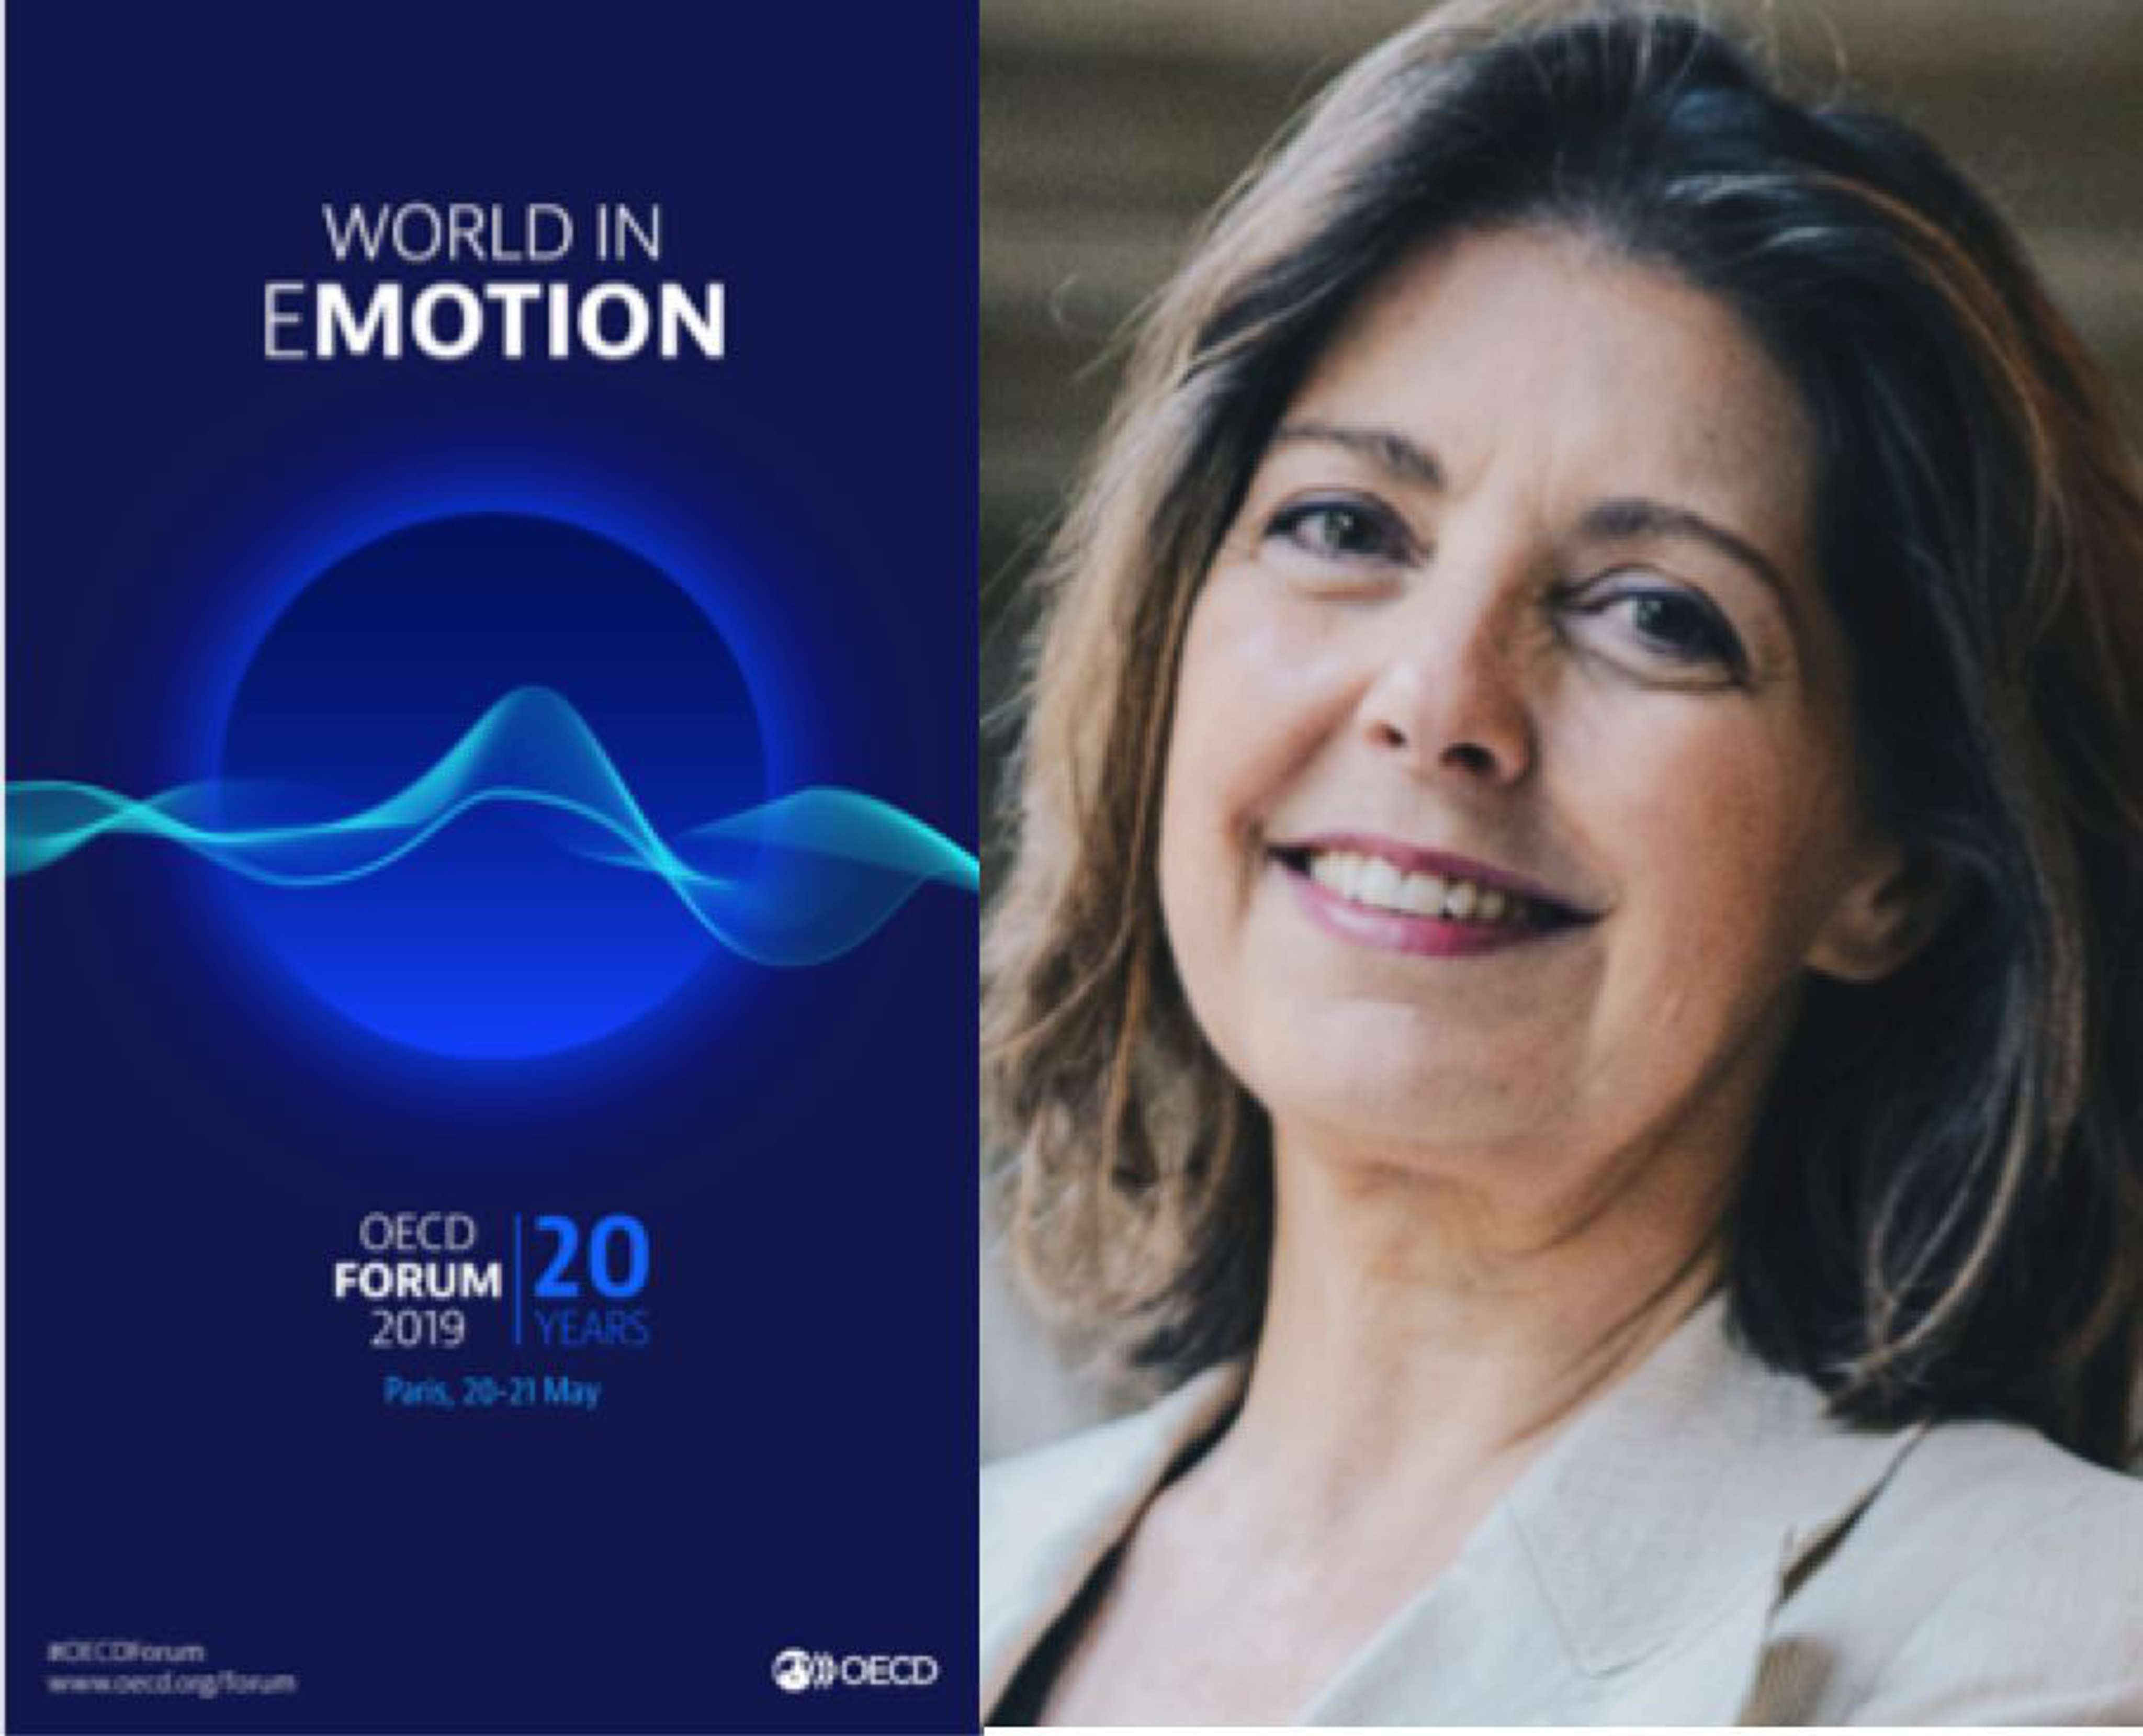 WORLD IN
EMOTION
OECD
FORUM
2019
20
YEARS
Paris, 20-21 May
#OECDForum
www.oecd.org/forum
OECD